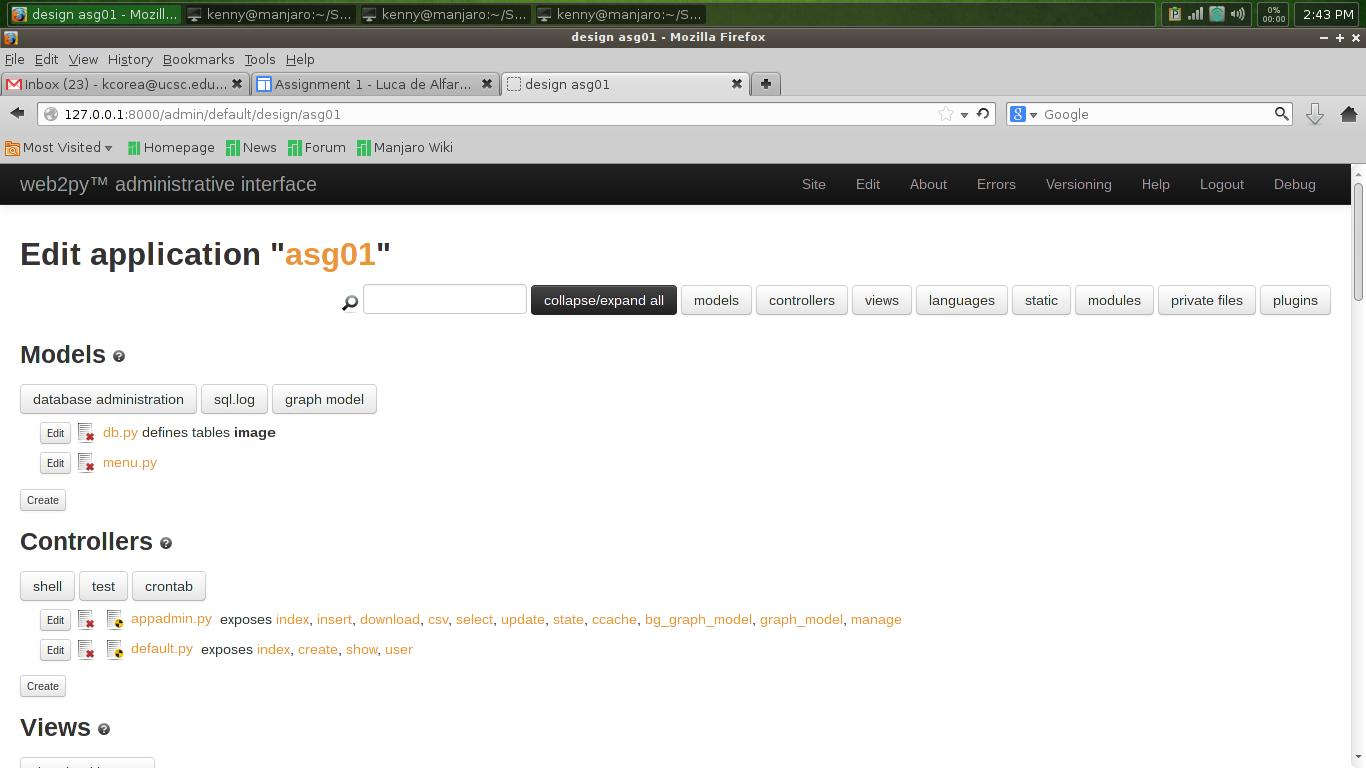 design asg01 - Mozill... kenny@manjaro:~/S... kenny@manjaro:~/S... kenny@manjaro:~/S... 0% 00:00 2:43 PM
design asg01 - Mozilla Firefox
File Edit View History Bookmarks Tools Help
Inbox (23) - kcorea@ucsc.edu... Assignment 1 - Luca de Alfar... design asg01
127.0.0.1:8000/admin/default/design/asg01 Google
Most Visited Homepage News Forum Manjaro Wiki
web2py™ administrative interface Site Edit About Errors Versioning Help Logout Debug
Edit application "asg01"
collapse/expand all models controllers views languages static modules private files plugins
Models
database administration sql.log graph model
Edit db.py defines tables image
Edit menu.py
Create
Controllers
shell test crontab
Edit appadmin.py exposes index, insert, download, csv, select, update, state, ccache, bg_graph_model, graph_model, manage
Edit default.py exposes index, create, show, user
Create
Views